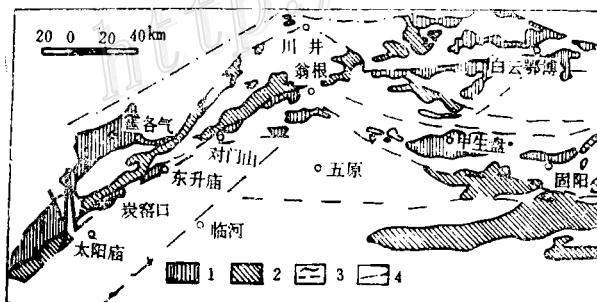 20 0 20 40km
http:
川井
翁根
白云鄂博
霍各气
对门山
甲生盘
东升庙
五原
固阳
炭窑口
临河
太阳庙
1 2 3 4